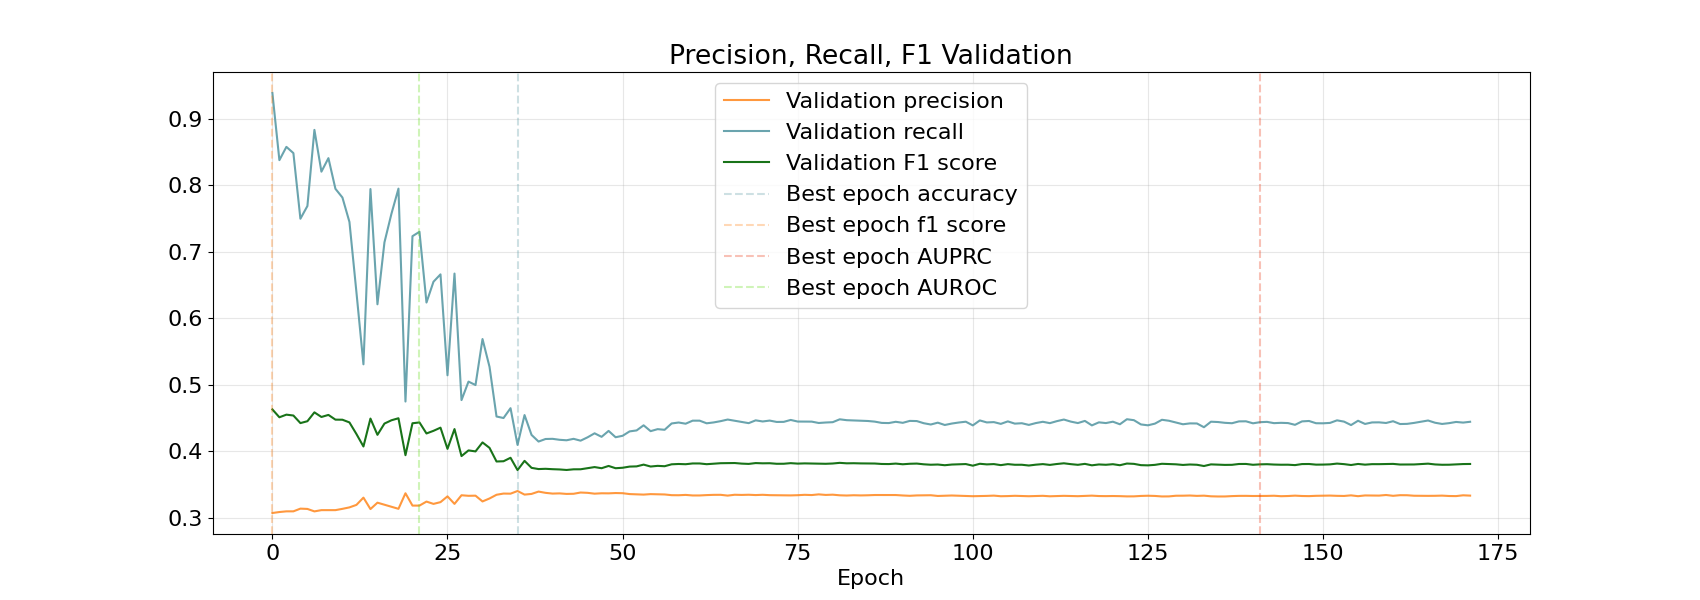 Precision, Recall, F1 Validation
Validation precision
Validation recall
Validation F1 score
Best epoch accuracy
Best epoch f1 score
Best epoch AUPRC
Best epoch AUROC
0.9
0.8
0.7
0.6
0.5
0.4
0.3
0 25 50 75 100 125 150 175
Epoch